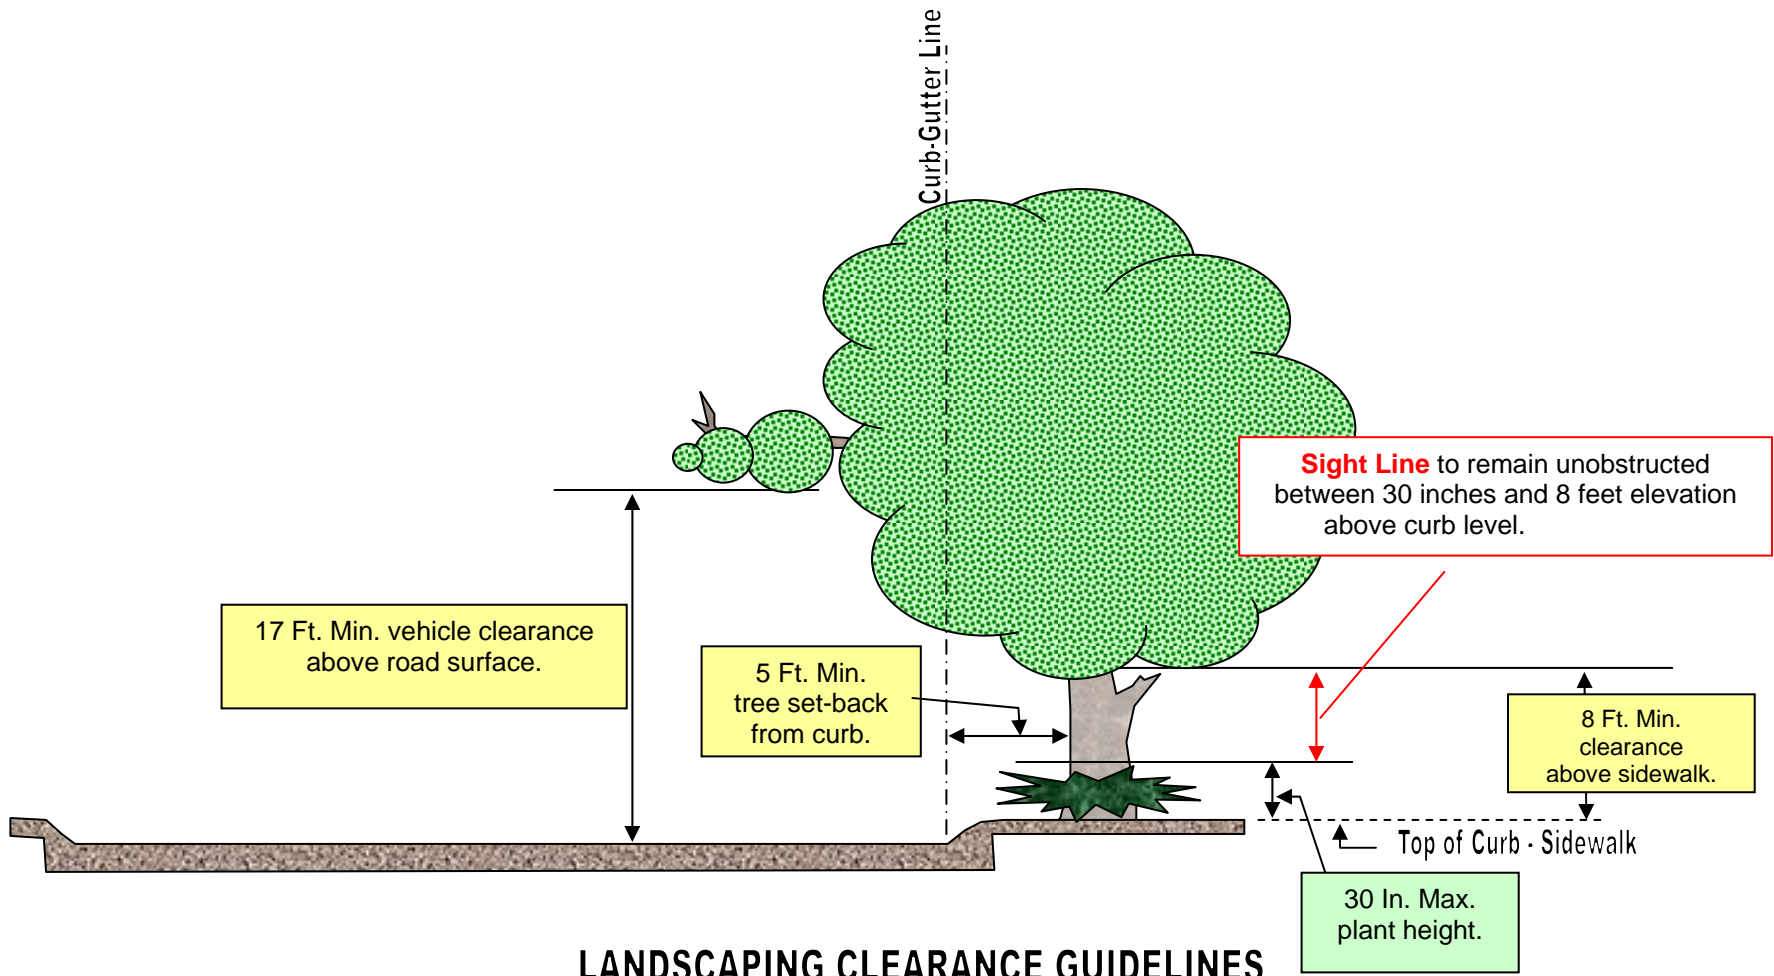 Curb-Gutter Line
Sight Line to remain unobstructed
between 30 inches and 8 feet elevation
above curb level.
17 Ft. Min. vehicle clearance
above road surface.
5 Ft. Min.
tree set-back
from curb.
8 Ft. Min.
clearance
above sidewalk.
Top of Curb - Sidewalk
30 In. Max.
plant height.
LANDSCAPING CLEARANCE GUIDELINES